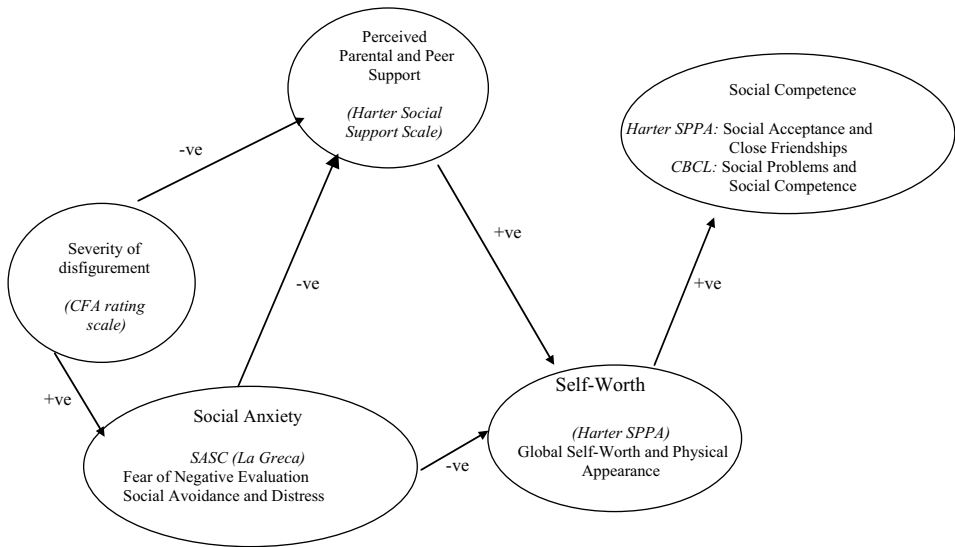 Perceived
Parental and Peer
Support
(Harter Social
Support Scale)
Social Competence
Harter SPPA: Social Acceptance and
Close Friendships
CBCL: Social Problems and
Social Competence
-ve
Severity of
disfigurement
(CFA rating
scale)
-ve
+ve
+ve
+ve
Social Anxiety
SASC (La Greca)
Fear of Negative Evaluation
Social Avoidance and Distress
-ve
Self-Worth
(Harter SPPA)
Global Self-Worth and Physical
Appearance